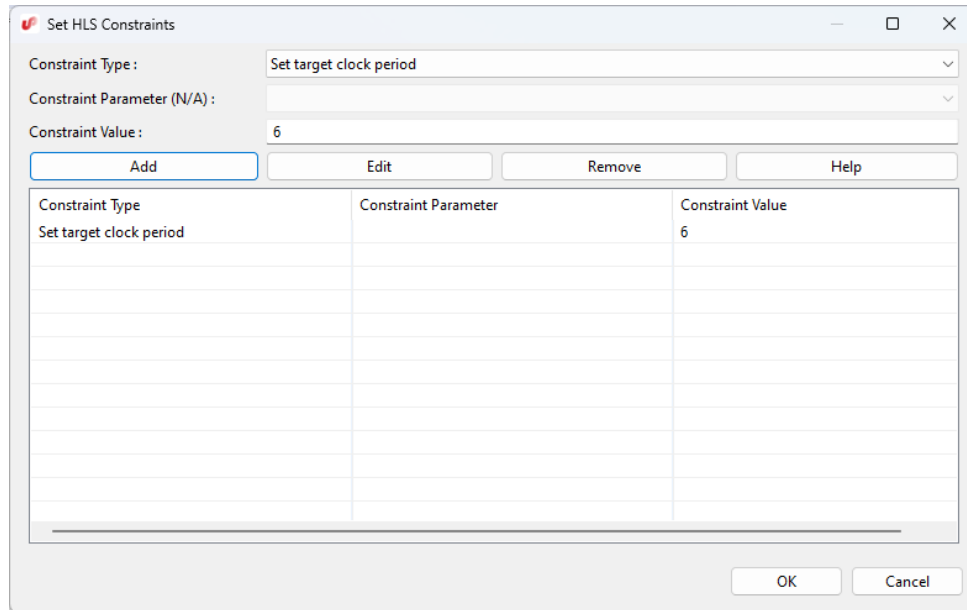 Set HLS Constraints
Constraint Type : Set target clock period
Constraint Parameter (N/A) :
Constraint Value : 6
Add Edit Remove Help
Constraint Type Constraint Parameter Constraint Value
Set target clock period 6
OK Cancel